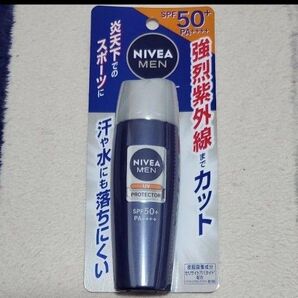 SPF50+
PA++++
NIVEA
MEN
炎天下での
スポーツに
強烈紫外線までカット
汗や水にも落ちにくい
NIVEA
MEN
UV
PROTECTOR
SPF50+
PA++++